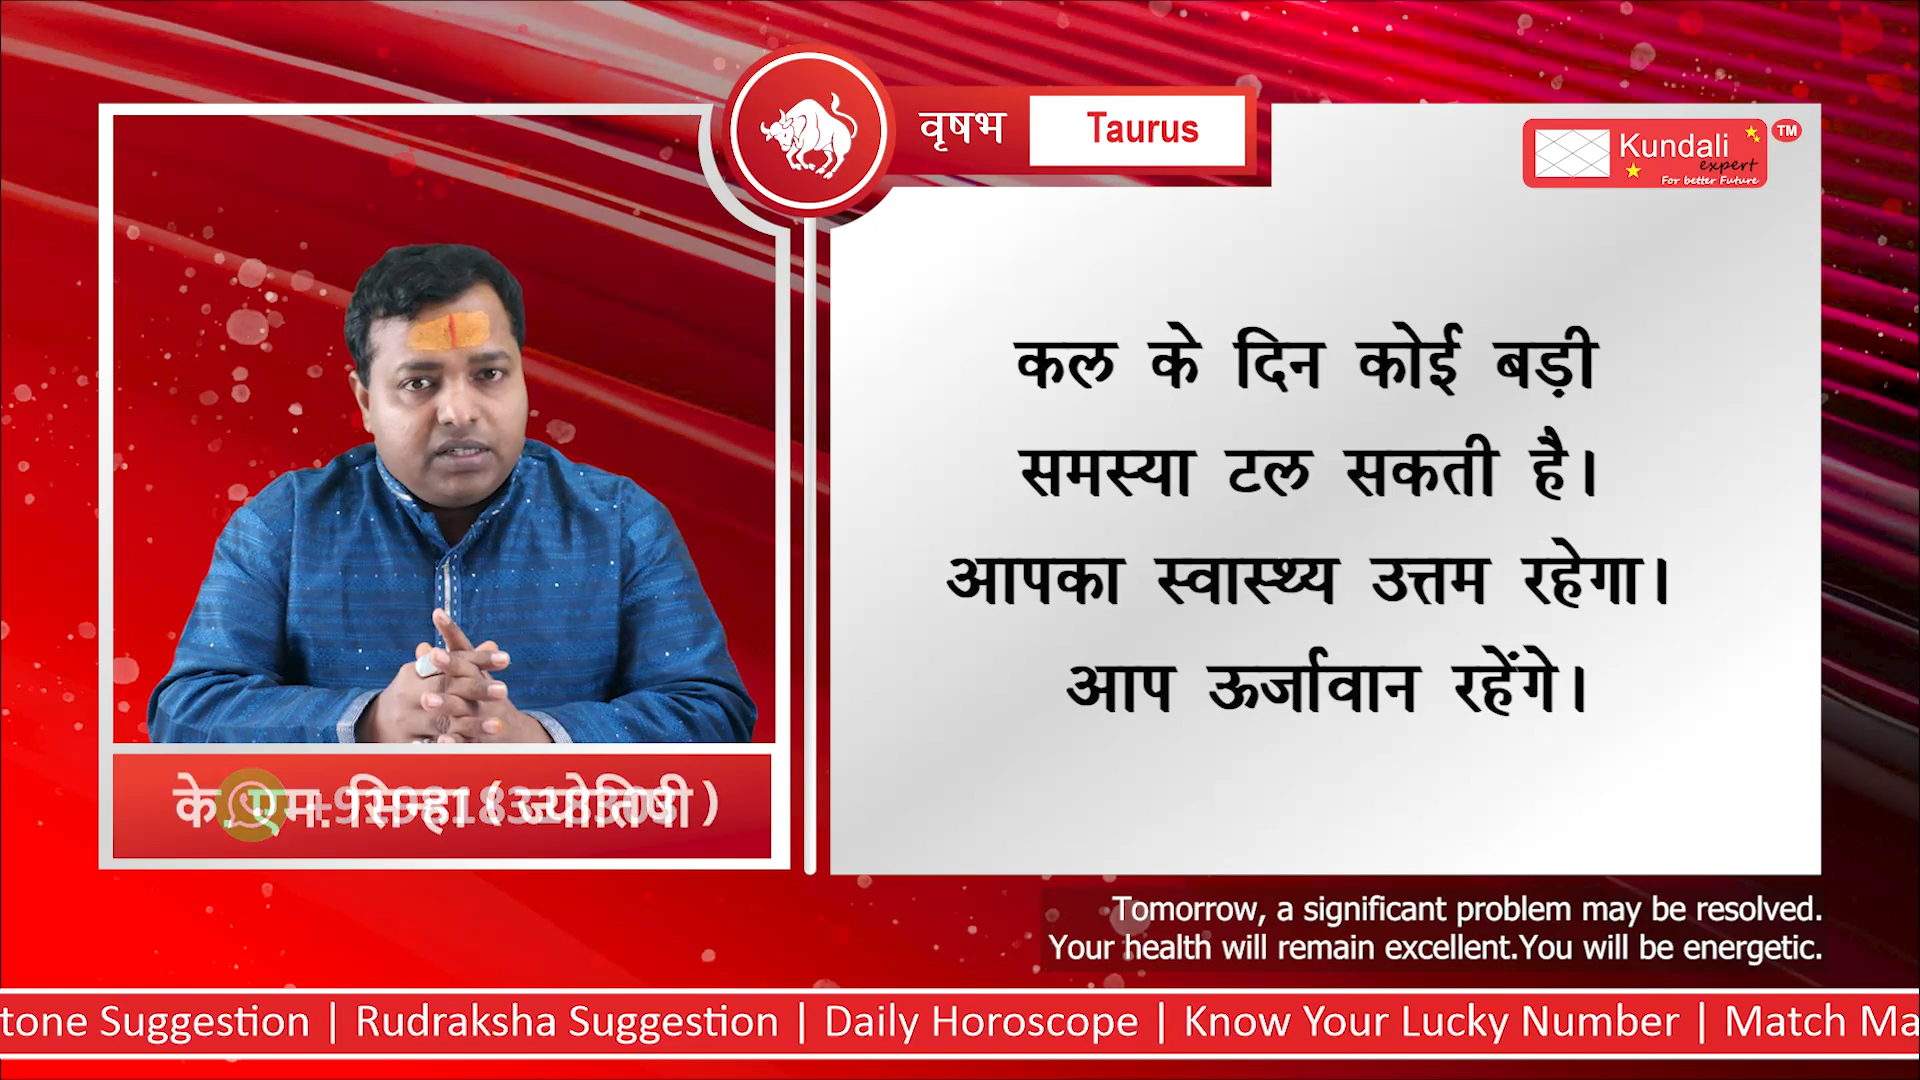 वृषभ
Taurus
Kundali
expert
For better Future
TM
कल के दिन कोई बड़ी
समस्या टल सकती है।
आपका स्वास्थ्य उत्तम रहेगा।
आप ऊर्जावान रहेंगे।
के. एम. सिन्हा ( ज्योतिषी )
Tomorrow, a significant problem may be resolved.
Your health will remain excellent.You will be energetic.
tone Suggestion | Rudraksha Suggestion | Daily Horoscope | Know Your Lucky Number | Match Ma